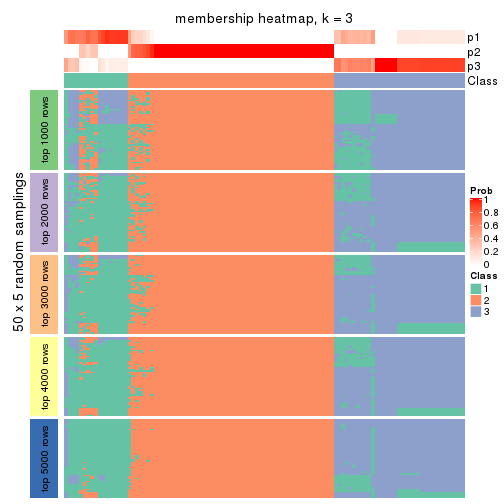 membership heatmap, k = 3
p1
p2
p3
Class
50 x 5 random samplings
top 1000 rows
top 2000 rows
top 3000 rows
top 4000 rows
top 5000 rows
Prob
1
0.8
0.6
0.4
0.2
0
Class
1
2
3